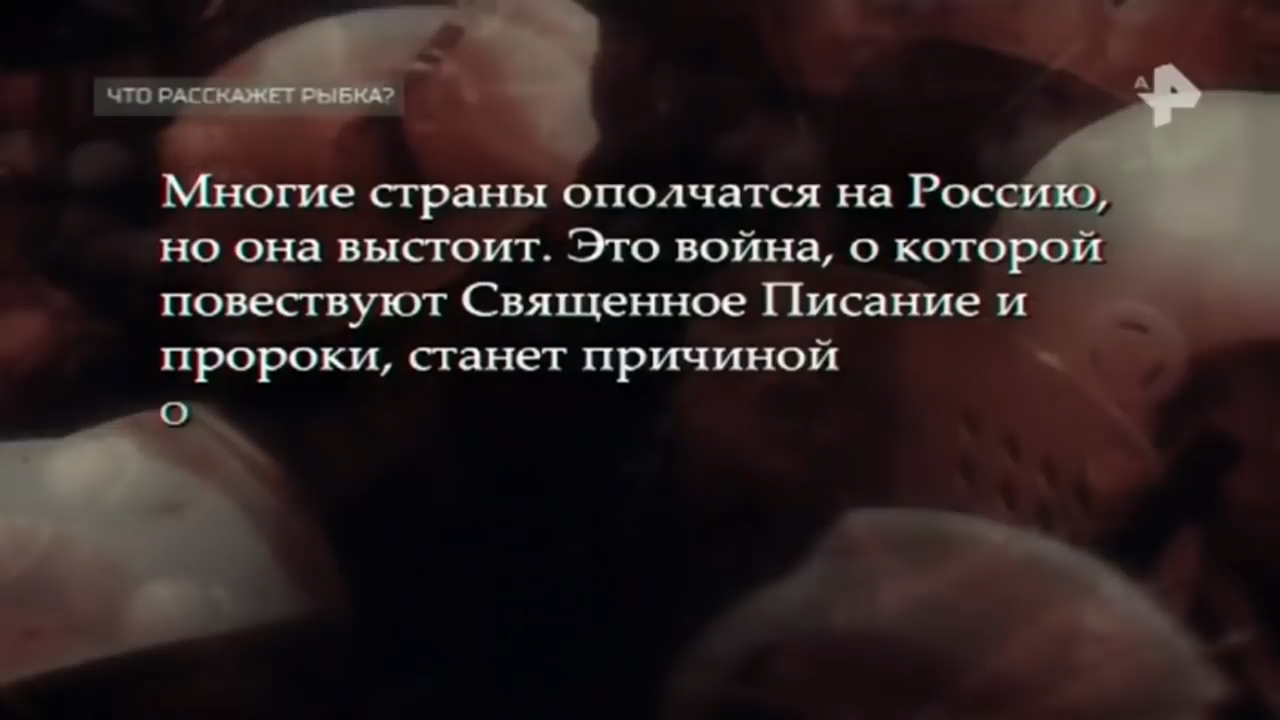 ЧТО РАССКАЖЕТ РЫБКА?
Многие страны ополчатся на Россию,
но она выстоит. Это война, о которой
повествуют Священное Писание и
пророки, станет причиной
о